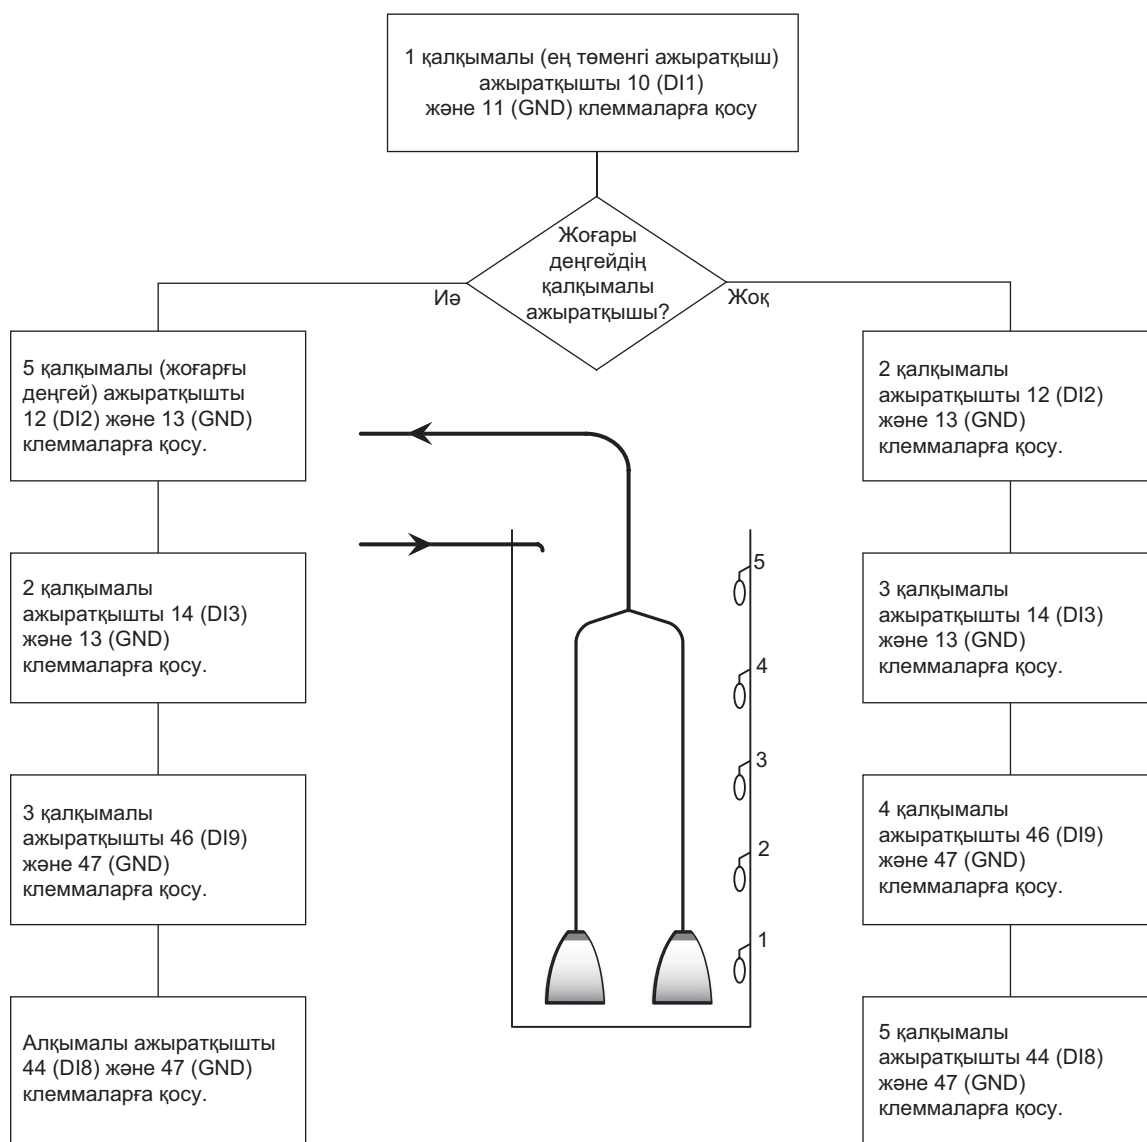 1 қалқымалы (ең төменгі ажыратқыш)
ажыратқышты 10 (DI1)
және 11 (GND) клеммаларға қосу
Жоғары
деңгейдің
қалқымалы
ажыратқышы?
Иә
Жоқ
5 қалқымалы (жоғарғы
деңгей) ажыратқышты
12 (DI2) және 13 (GND)
клеммаларға қосу.
2 қалқымалы
ажыратқышты 14 (DI3)
және 13 (GND)
клеммаларға қосу.
3 қалқымалы
ажыратқышты 46 (DI9)
және 47 (GND)
клеммаларға қосу.
Алқымалы ажыратқышты
44 (DI8) және 47 (GND)
клеммаларға қосу.
5
4
3
2
1
2 қалқымалы
ажыратқышты 12 (DI2)
және 13 (GND)
клеммаларға қосу.
3 қалқымалы
ажыратқышты 14 (DI3)
және 13 (GND)
клеммаларға қосу.
4 қалқымалы
ажыратқышты 46 (DI9)
және 47 (GND)
клеммаларға қосу.
5 қалқымалы
ажыратқышты 44 (DI8)
және 47 (GND)
клеммаларға қосу.